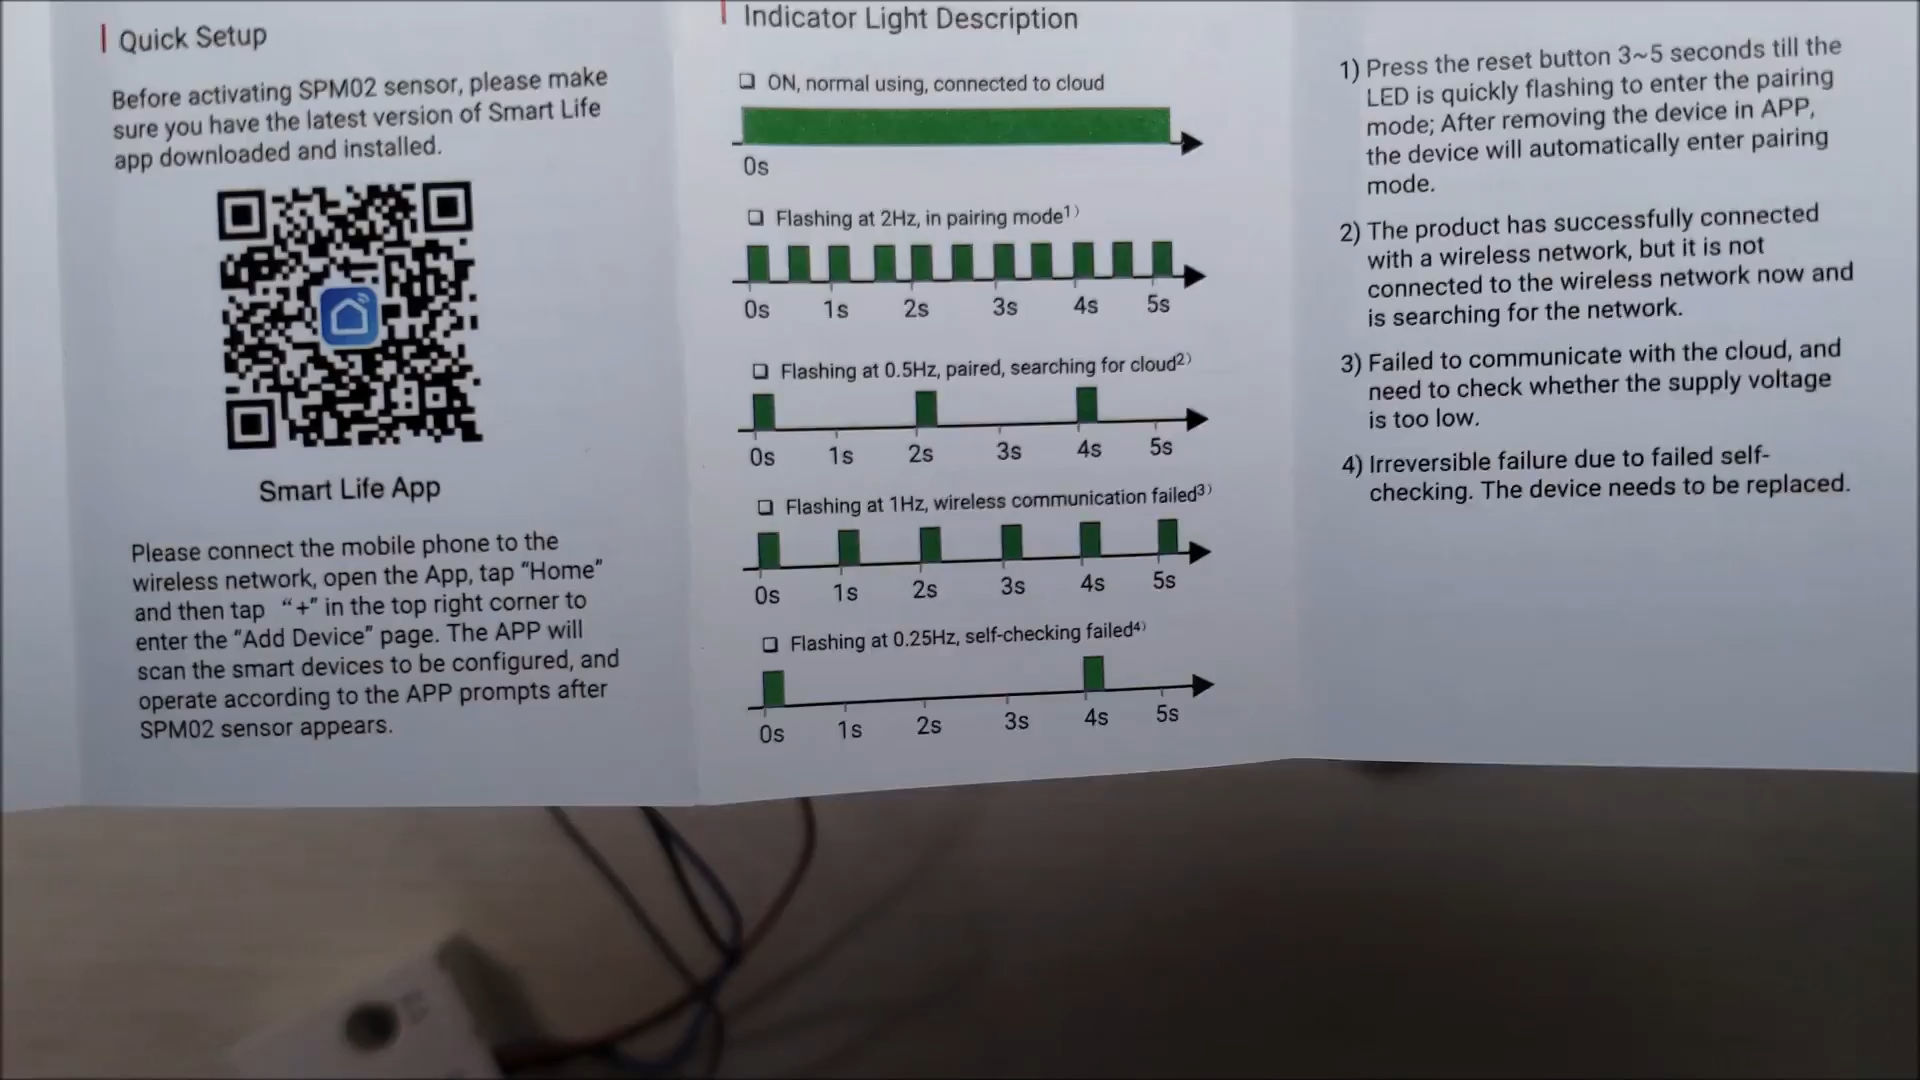 Quick Setup
Before activating SPM02 sensor, please make
sure you have the latest version of Smart Life
app downloaded and installed.
Smart Life App
Please connect the mobile phone to the
wireless network, open the App, tap “Home”
and then tap “+” in the top right corner to
enter the “Add Device” page. The APP will
scan the smart devices to be configured, and
operate according to the APP prompts after
SPM02 sensor appears.
Indicator Light Description
❏ ON, normal using, connected to cloud
0s
❏ Flashing at 2Hz, in pairing mode1)
0s 1s 2s 3s 4s 5s
❏ Flashing at 0.5Hz, paired, searching for cloud2)
0s 1s 2s 3s 4s 5s
❏ Flashing at 1Hz, wireless communication failed3)
0s 1s 2s 3s 4s 5s
❏ Flashing at 0.25Hz, self-checking failed4)
0s 1s 2s 3s 4s 5s
1) Press the reset button 3~5 seconds till the
LED is quickly flashing to enter the pairing
mode; After removing the device in APP,
the device will automatically enter pairing
mode.
2) The product has successfully connected
with a wireless network, but it is not
connected to the wireless network now and
is searching for the network.
3) Failed to communicate with the cloud, and
need to check whether the supply voltage
is too low.
4) Irreversible failure due to failed self-
checking. The device needs to be replaced.